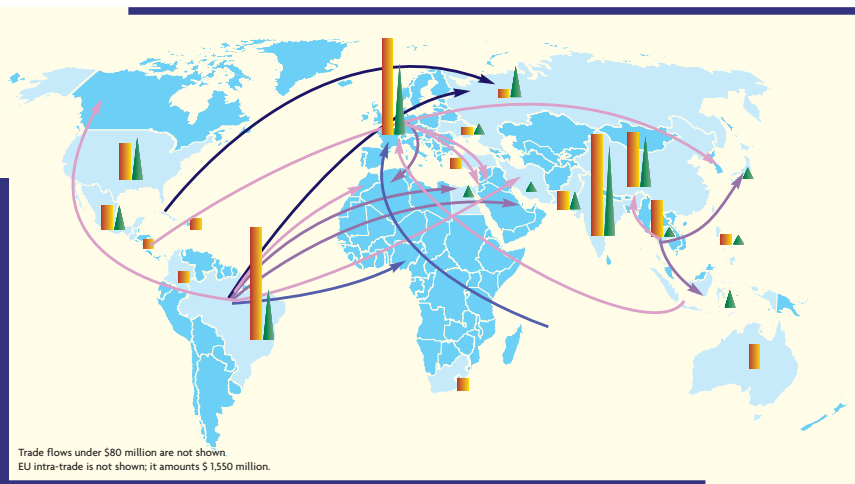 Trade flows under $80 million are not shown
EU intra-trade is not shown; it amounts $ 1,550 million.